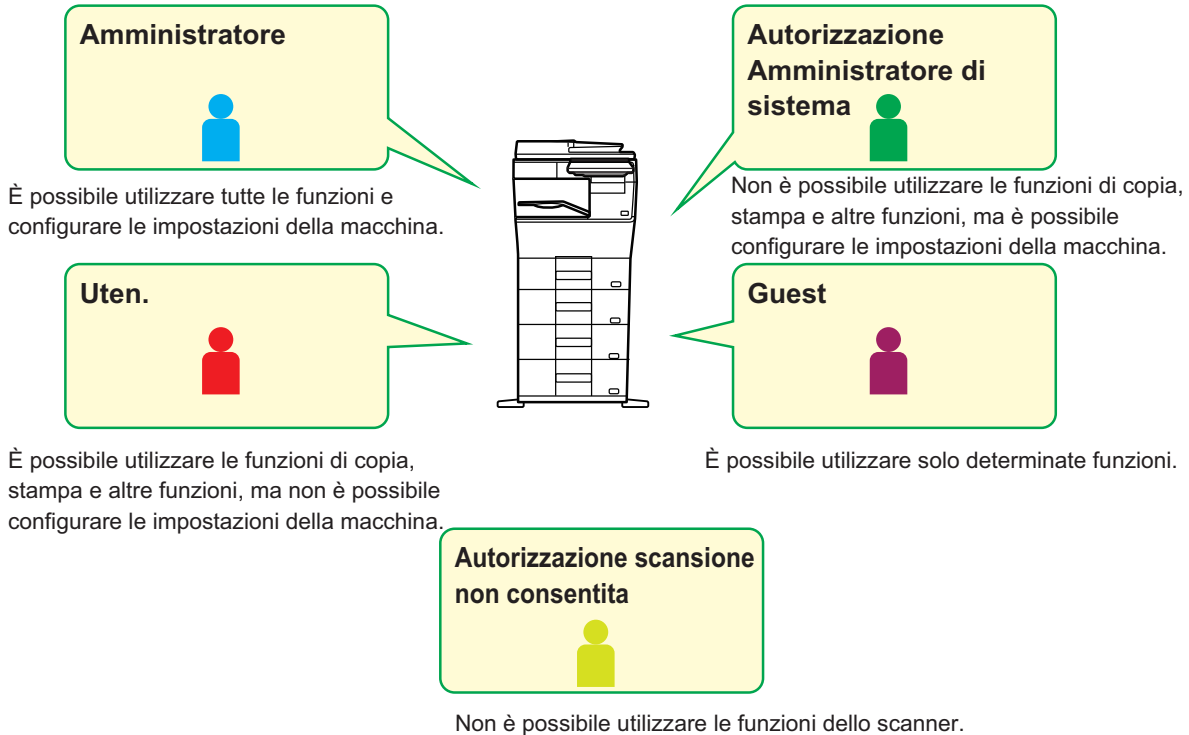 Amministratore
È possibile utilizzare tutte le funzioni e
configurare le impostazioni della macchina.
Autorizzazione
Amministratore di
sistema
Non è possibile utilizzare le funzioni di copia,
stampa e altre funzioni, ma è possibile
configurare le impostazioni della macchina.
Uten.
È possibile utilizzare le funzioni di copia,
stampa e altre funzioni, ma non è possibile
configurare le impostazioni della macchina.
Guest
È possibile utilizzare solo determinate funzioni.
Autorizzazione scansione
non consentita
Non è possibile utilizzare le funzioni dello scanner.